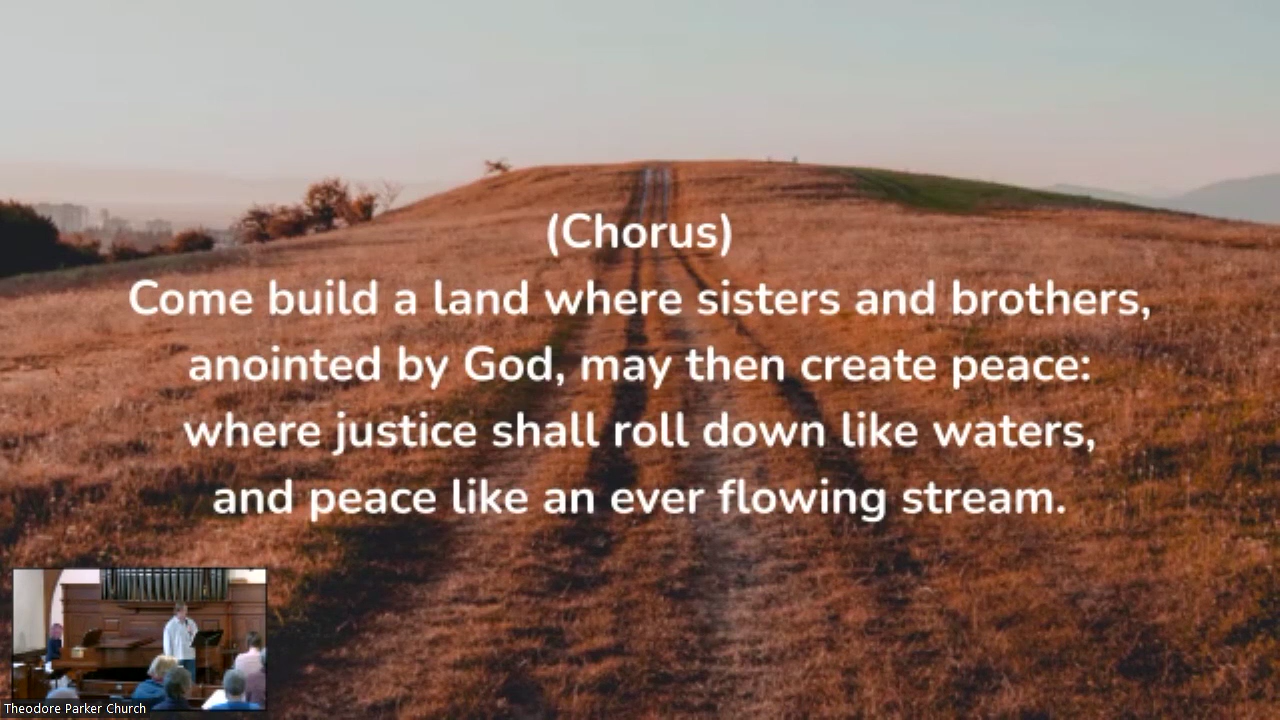 (Chorus)
Come build a land where sisters and brothers,
anointed by God, may then create peace:
where justice shall roll down like waters,
and peace like an ever flowing stream.
Theodore Parker Church